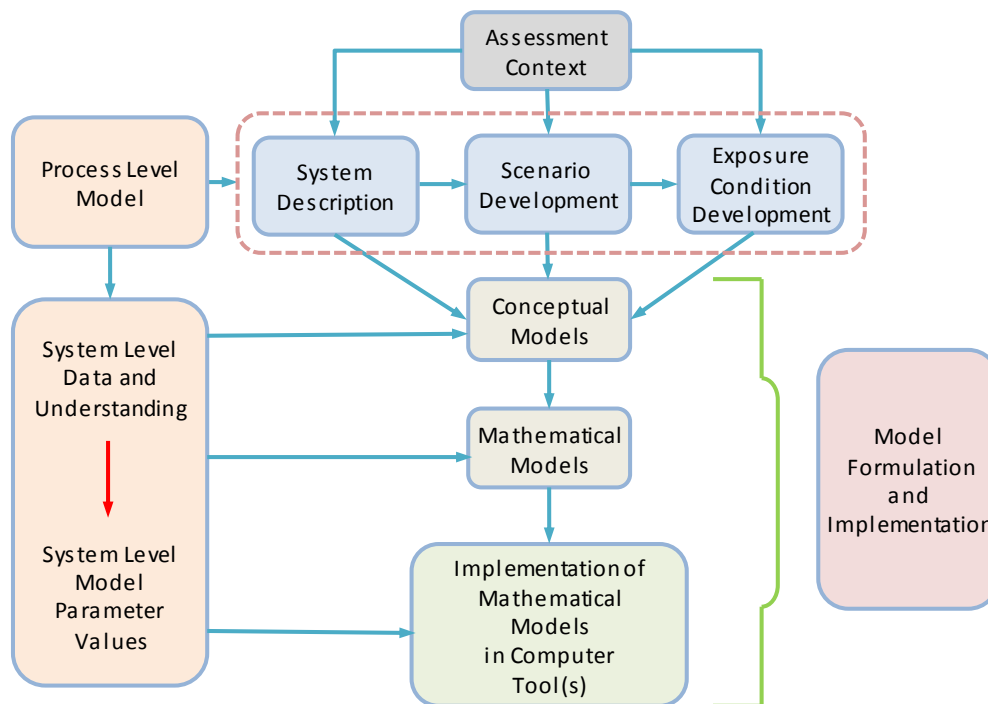 Assessment
Context
Process Level
Model
System
Description
Scenario
Development
Exposure
Condition
Development
Conceptual
Models
System Level
Data and
Understanding
Mathematical
Models
Model
Formulation
and
Implementation
System Level
Model
Parameter
Values
Implementation of
Mathematical
Models
in Computer
Tool(s)